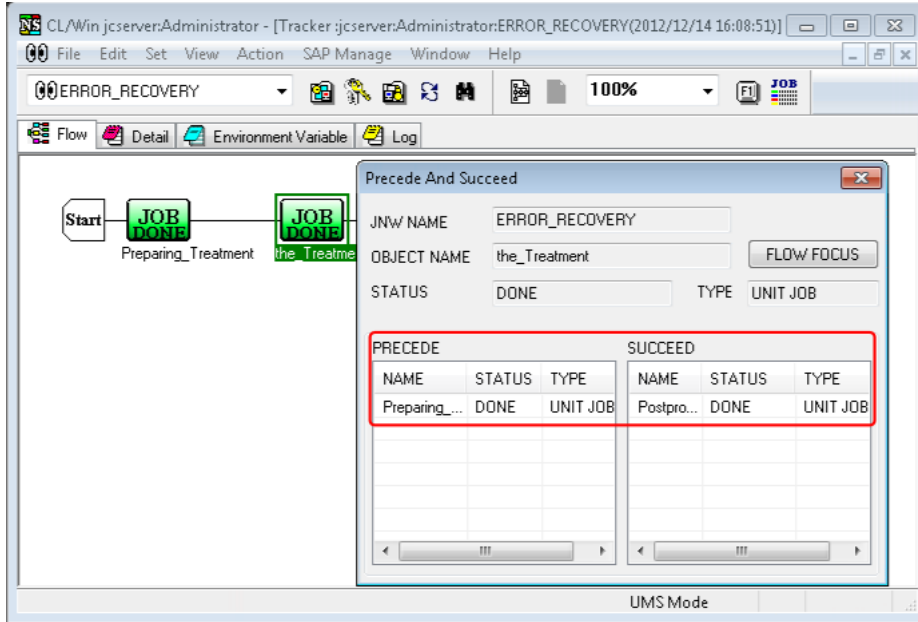 CL/Win jcserver:Administrator - [Tracker :jcserver:Administrator:ERROR_RECOVERY(2012/12/14 16:08:51)]
File Edit Set View Action SAP Manage Window Help
ERROR_RECOVERY 100% F1 JOB
Flow Detail Environment Variable Log
Precede And Succeed
Start JOB DONE JOB DONE
Preparing_Treatment the_Treatme
JNW NAME ERROR_RECOVERY
OBJECT NAME the_Treatment FLOW FOCUS
STATUS DONE TYPE UNIT JOB
PRECEDE SUCCEED
NAME STATUS TYPE NAME STATUS TYPE
Preparing_... DONE UNIT JOB Postpro... DONE UNIT JOB
UMS Mode